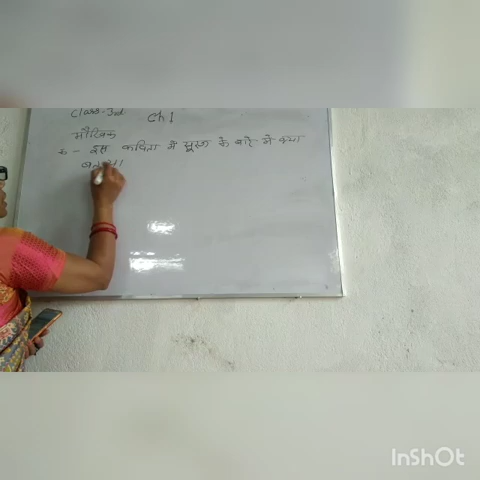 Class-3rd Ch 1
मौखिक
क - इस कविता में सूरज के बारे में क्या
InShOt